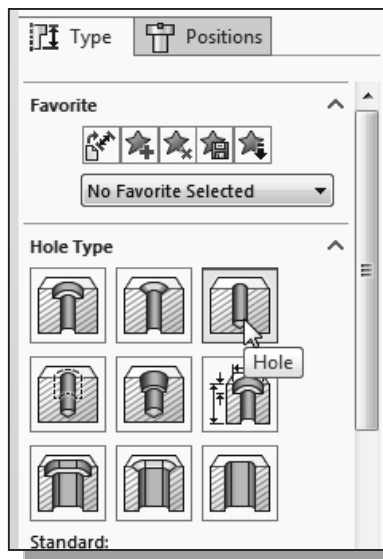 Type Positions
Favorite
No Favorite Selected
Hole Type
Hole
Standard: